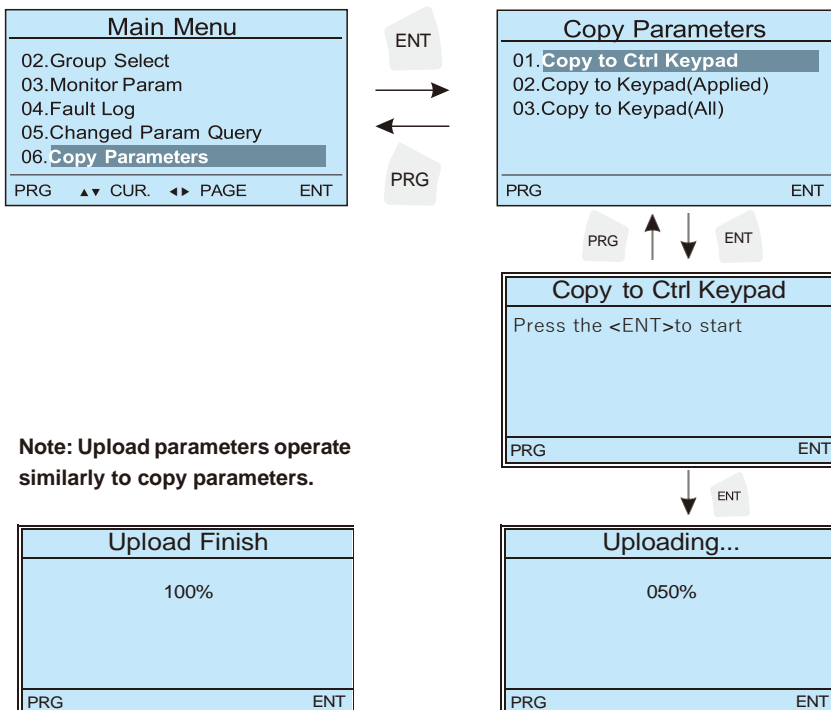 Main Menu
02.Group Select
03.Monitor Param
04.Fault Log
05.Changed Param Query
06.Copy Parameters
PRG ▲▼ CUR. ◄► PAGE ENT
ENT
PRG
Copy Parameters
01.Copy to Ctrl Keypad
02.Copy to Keypad(Applied)
03.Copy to Keypad(All)
PRG ENT
PRG ENT
Copy to Ctrl Keypad
Press the <ENT>to start
PRG ENT
Note: Upload parameters operate
similarly to copy parameters.
ENT
Uploading...
050%
PRG ENT
Upload Finish
100%
PRG ENT